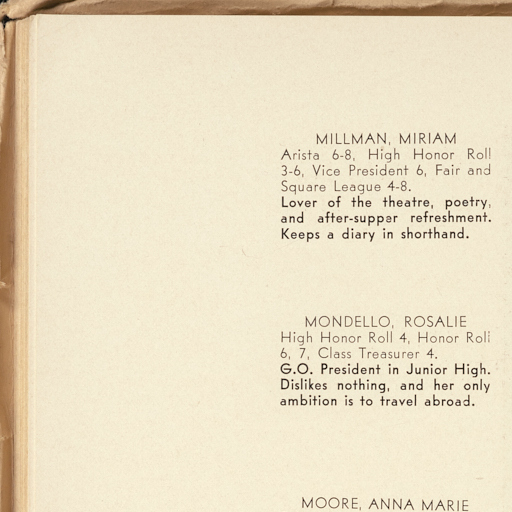 MILLMAN, MIRIAM
Arista 6-8, High Honor Roll
3-6, Vice President 6, Fair and
Square League 4-8.
Lover of the theatre, poetry,
and after-supper refreshment.
Keeps a diary in shorthand.
MONDELLO, ROSALIE
High Honor Roll 4, Honor Roll
6, 7, Class Treasurer 4.
G.O. President in Junior High.
Dislikes nothing, and her only
ambition is to travel abroad.
MOORE, ANNA MARIE